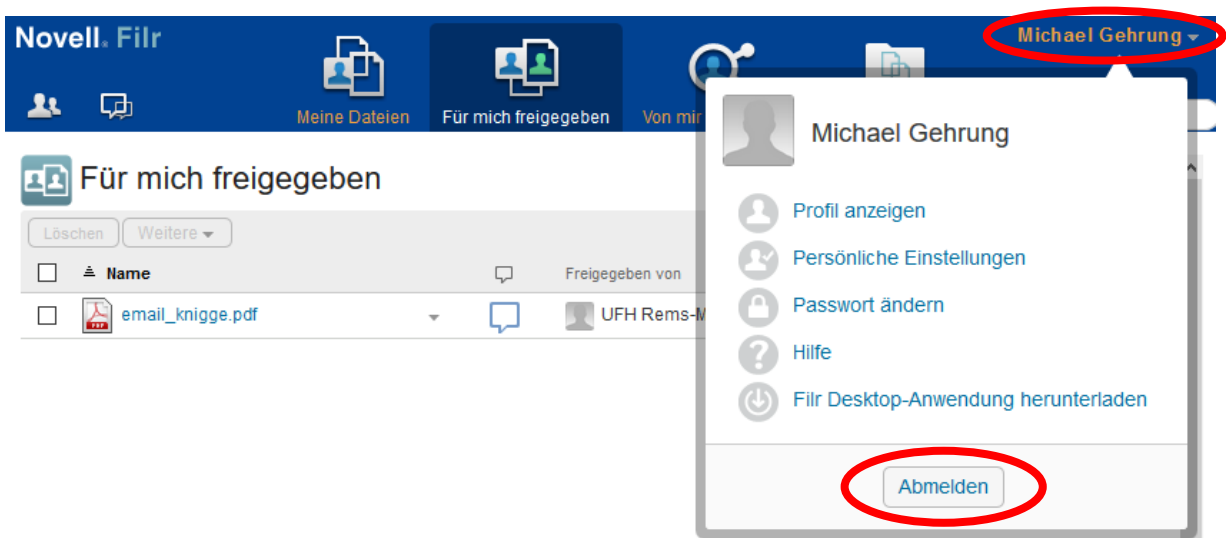 Novell® Filr
Michael Gehrung
Meine Dateien
Für mich freigegeben
Von mir
Für mich freigegeben
Löschen
Weitere
Name
Freigegeben von
email_knigge.pdf
UFH Rems-M
Michael Gehrung
Profil anzeigen
Persönliche Einstellungen
Passwort ändern
Hilfe
Filr Desktop-Anwendung herunterladen
Abmelden